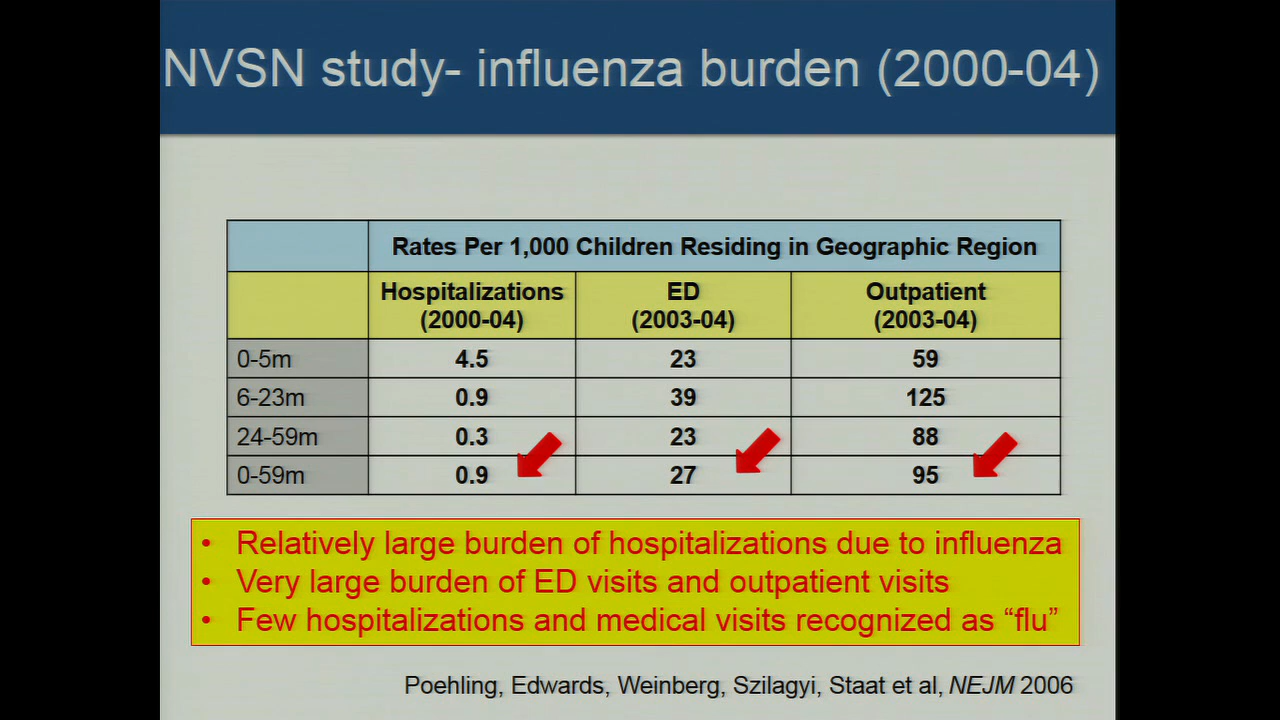 NVSN study- influenza burden (2000-04)
Rates Per 1,000 Children Residing in Geographic Region
Hospitalizations (2000-04) ED (2003-04) Outpatient (2003-04)
0-5m 4.5 23 59
6-23m 0.9 39 125
24-59m 0.3 23 88
0-59m 0.9 27 95
• Relatively large burden of hospitalizations due to influenza
• Very large burden of ED visits and outpatient visits
• Few hospitalizations and medical visits recognized as “flu”
Poehling, Edwards, Weinberg, Szilagyi, Staat et al, NEJM 2006